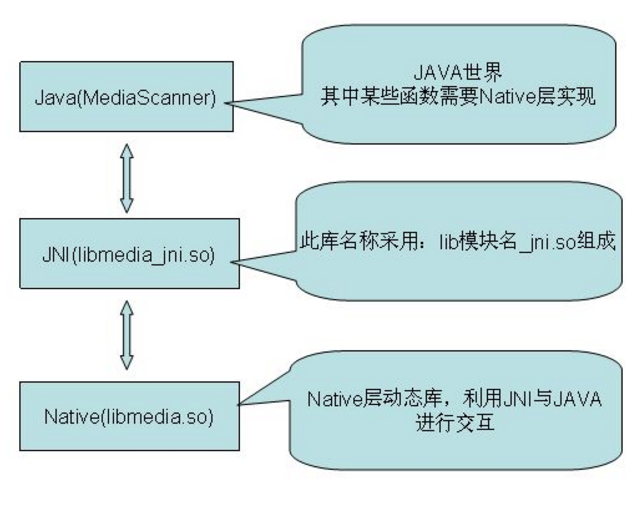 JAVA世界
其中某些函数需要Native层实现
Java(MediaScanner)
此库名称采用：lib模块名_jni.so组成
JNI(libmedia_jni.so)
Native层动态库，利用JNI与JAVA
进行交互
Native(libmedia.so)